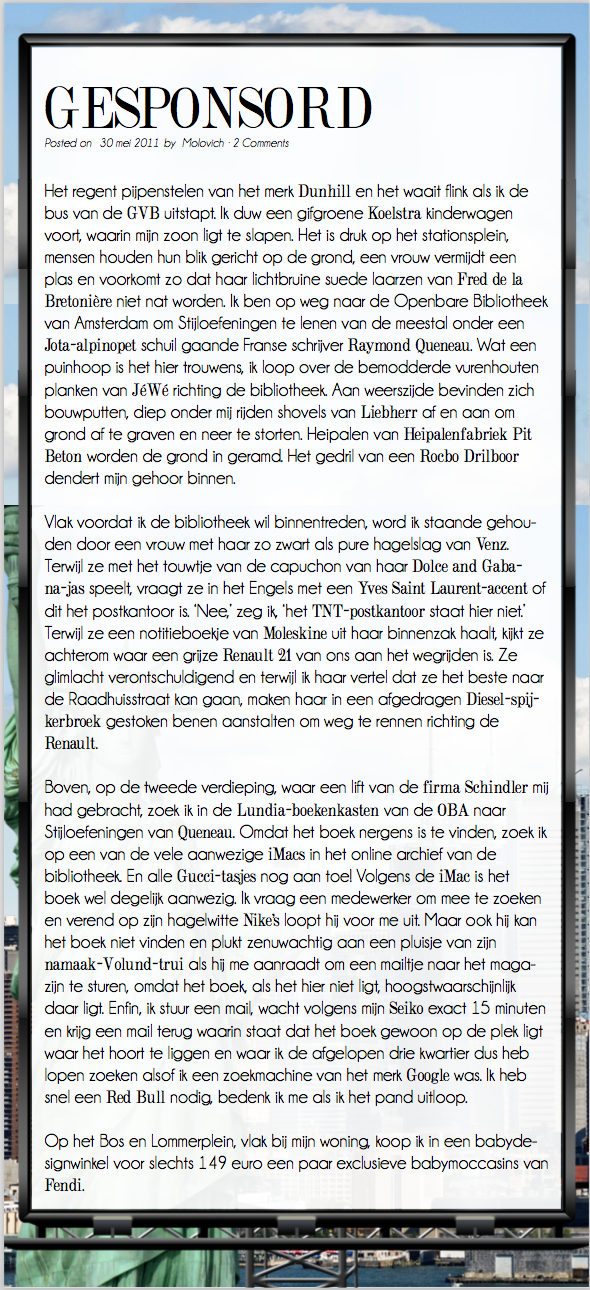 GESPONSORD
Posted on 30 mei 2011 by Molovich · 2 Comments
Het regent pijpenstelen van het merk Dunhill en het waait flink als ik de
bus van de GVB uitstapt. Ik duw een gifgroene Koelstra kinderwagen
voort, waarin mijn zoon ligt te slapen. Het is druk op het stationsplein,
mensen houden hun blik gericht op de grond, een vrouw vermijdt een
plas en voorkomt zo dat haar lichtbruine suede laarzen van Fred de la
Bretonière niet nat worden. Ik ben op weg naar de Openbare Bibliotheek
van Amsterdam om Stijloefeningen te lenen van de meestal onder een
Jota-alpinopet schuil gaande Franse schrijver Raymond Queneau. Wat een
puinhoop is het hier trouwens, ik loop over de bemodderde vurenhouten
planken van JéWé richting de bibliotheek. Aan weerszijde bevinden zich
bouwputten, diep onder mij rijden shovels van Liebherr af en aan om
grond af te graven en neer te storten. Heipalen van Heipalenfabriek Pit
Beton worden de grond in geramd. Het gedril van een Rocbo Drilboor
dendert mijn gehoor binnen.
Vlak voordat ik de bibliotheek wil binnentreden, word ik staande gehou-
den door een vrouw met haar zo zwart als pure hagelslag van Venz.
Terwijl ze met het touwtje van de capuchon van haar Dolce and Gaba-
na-jas speelt, vraagt ze in het Engels met een Yves Saint Laurent-accent of
dit het postkantoor is. 'Nee,' zeg ik, 'het TNT-postkantoor staat hier niet.'
Terwijl ze een notitieboekje van Moleskine uit haar binnenzak haalt, kijkt ze
achterom waar een grijze Renault 21 van ons aan het wegrijden is. Ze
glimlacht verontschuldigend en terwijl ik haar vertel dat ze het beste naar
de Raadhuisstraat kan gaan, maken haar in een afgedragen Diesel-spij-
kerbroek gestoken benen aanstalten om weg te rennen richting de
Renault.
Boven, op de tweede verdieping, waar een lift van de firma Schindler mij
had gebracht, zoek ik in de Lundia-boekenkasten van de OBA naar
Stijloefeningen van Queneau. Omdat het boek nergens is te vinden, zoek ik
op een van de vele aanwezige iMacs in het online archief van de
bibliotheek. En alle Gucci-tasjes nog aan toe! Volgens de iMac is het
boek wel degelijk aanwezig. Ik vraag een medewerker om mee te zoeken
en verend op zijn hagelwitte Nike's loopt hij voor me uit. Maar ook hij kan
het boek niet vinden en plukt zenuwachtig aan een pluisje van zijn
namaak-Volund-trui als hij me aanraadt om een mailtje naar het maga-
zijn te sturen, omdat het boek, als het hier niet ligt, hoogstwaarschijnlijk
daar ligt. Enfin, ik stuur een mail, wacht volgens mijn Seiko exact 15 minuten
en krijg een mail terug waarin staat dat het boek gewoon op de plek ligt
waar het hoort te liggen en waar ik de afgelopen drie kwartier dus heb
lopen zoeken alsof ik een zoekmachine van het merk Google was. Ik heb
snel een Red Bull nodig, bedenk ik me als ik het pand uitloop.
Op het Bos en Lommerplein, vlak bij mijn woning, koop ik in een babyde-
signwinkel voor slechts 149 euro een paar exclusieve babymoccasins van
Fendi.